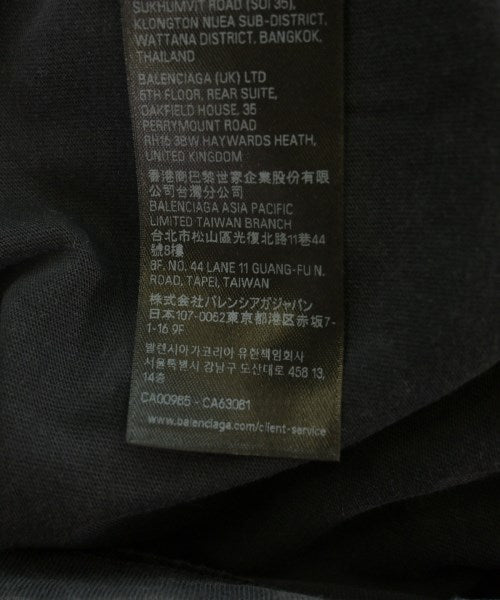 SUKHUMVIT ROAD (SOI 35),
KLONGTON NUEA SUB-DISTRICT,
WATTANA DISTRICT, BANGKOK,
THAILAND
BALENCIAGA (UK) LTD
6TH FLOOR, REAR SUITE,
OAKFIELD HOUSE, 35
PERRYMOUNT ROAD
RH16 3BW HAYWARDS HEATH,
UNITED KINGDOM
香港商巴黎世家企業股份有限
公司台灣分公司
BALENCIAGA ASIA PACIFIC
LIMITED TAIWAN BRANCH
台北市松山區光復北路11巷44
號8樓
8F. NO. 44 LANE 11 GUANG-FU N.
ROAD, TAIPEI, TAIWAN
株式会社バレンシアガジャパン
日本107-0052東京都港区赤坂7-
1-16 9F
발렌시아가코리아 유한책임회사
서울특별시 강남구 도산대로 458 13,
14층
CA00985 - CA63081
www.balenciaga.com/client-service